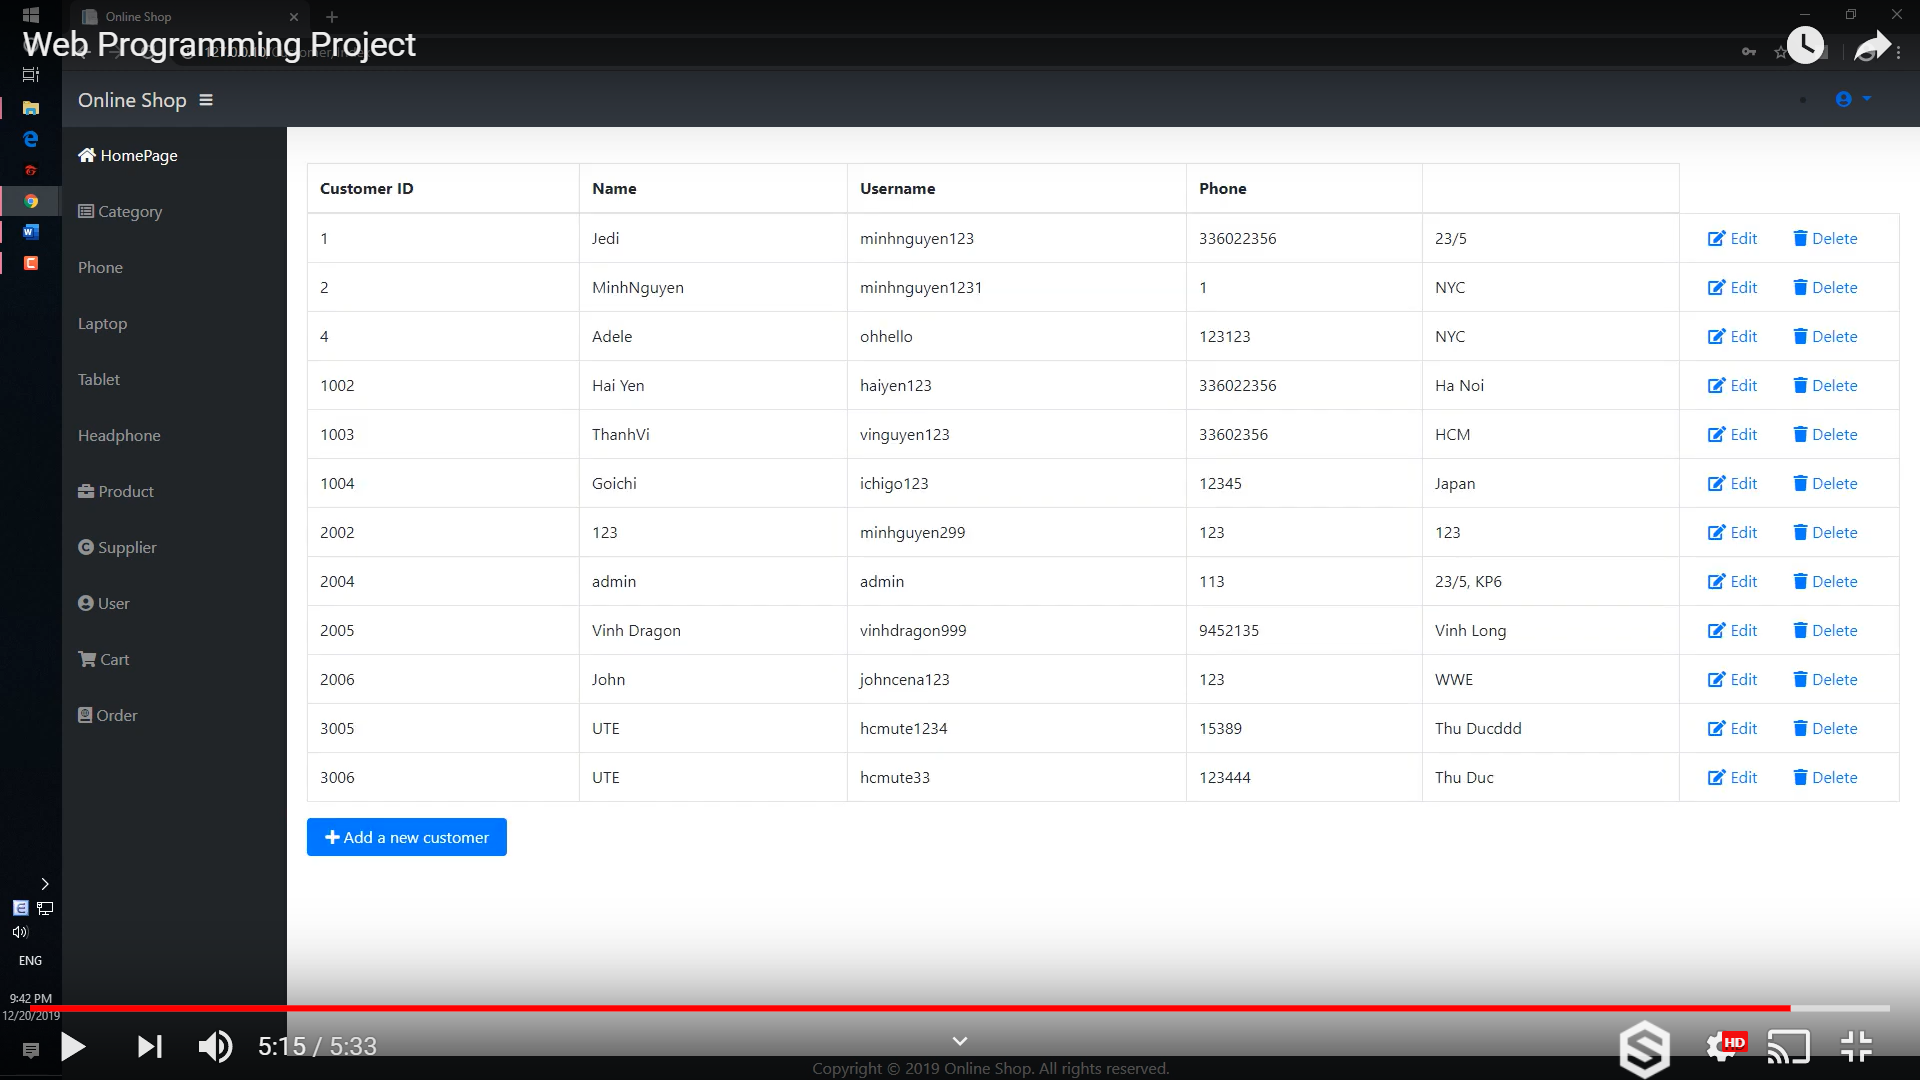 Online Shop
Web Programming Project
Online Shop
HomePage
Category
Phone
Laptop
Tablet
Headphone
Product
Supplier
User
Cart
Order
Customer ID Name Username Phone
1 Jedi minhnguyen123 336022356 23/5 Edit Delete
2 MinhNguyen minhnguyen1231 1 NYC Edit Delete
4 Adele ohhello 123123 NYC Edit Delete
1002 Hai Yen haiyen123 336022356 Ha Noi Edit Delete
1003 ThanhVi vinguyen123 33602356 HCM Edit Delete
1004 Goichi ichigo123 12345 Japan Edit Delete
2002 123 minhguyen299 123 123 Edit Delete
2004 admin admin 113 23/5, KP6 Edit Delete
2005 Vinh Dragon vinhdragon999 9452135 Vinh Long Edit Delete
2006 John johncena123 123 WWE Edit Delete
3005 UTE hcmute1234 15389 Thu Ducddd Edit Delete
3006 UTE hcmute33 123444 Thu Duc Edit Delete
Add a new customer
ENG
9:42 PM
12/20/2019
5:15 / 5:33
HD
Copyright © 2019 Online Shop. All rights reserved.